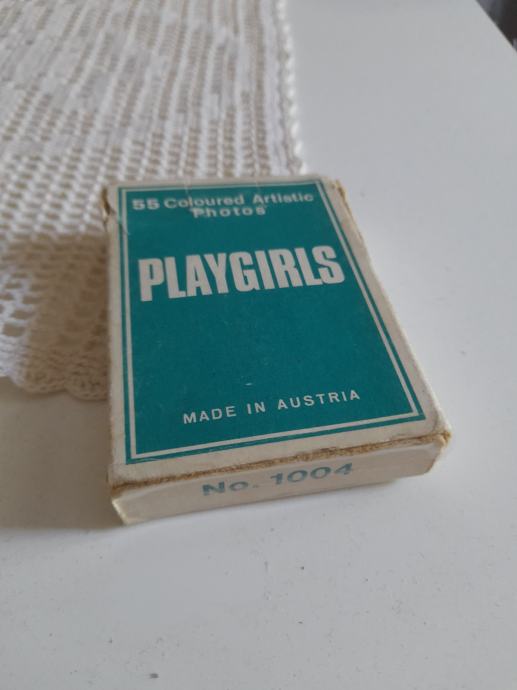 55 Coloured Artistic
Photos
PLAYGIRLS
MADE IN AUSTRIA
No. 1004